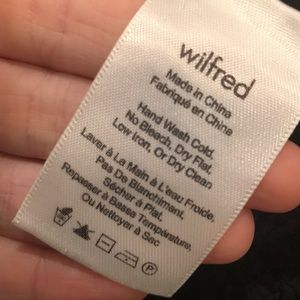 wilfred
Made in China
Fabriqué en China
Hand Wash Cold.
No Bleach. Dry Flat.
Low Iron. Or Dry Clean
Laver à La Main à L'eau Froide.
Pas De Blanchiment.
Sécher à Plat.
Repasser à Basse Température.
Ou Nettoyer à Sec
P